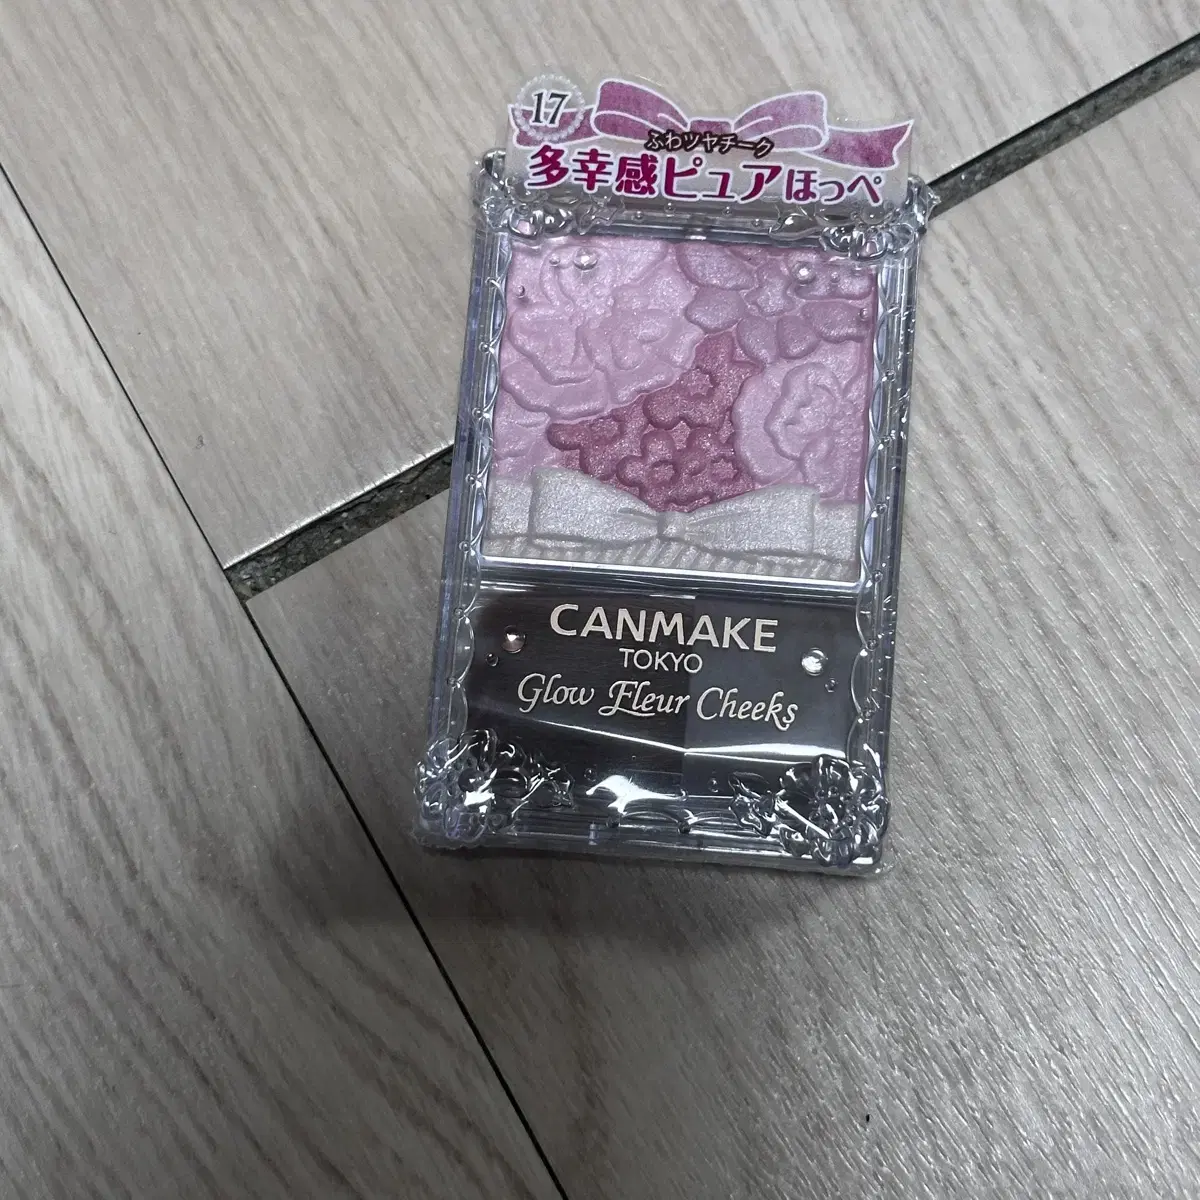 17
ふわツヤチーク
多幸感ピュアほっぺ
CANMAKE
TOKYO
Glow Fleur Cheeks